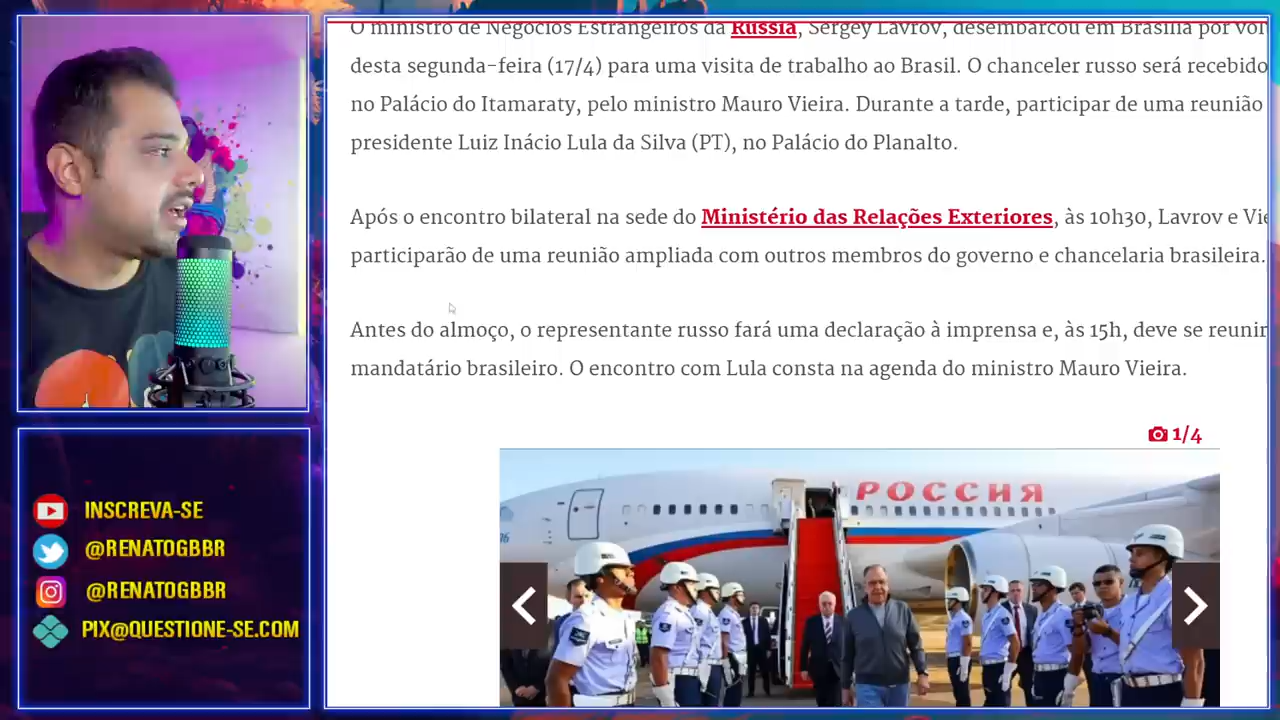 O ministro de Negócios Estrangeiros da Rússia, Sergey Lavrov, desembarcou em Brasília por
desta segunda-feira (17/4) para uma visita de trabalho ao Brasil. O chanceler russo será recebido
no Palácio do Itamaraty, pelo ministro Mauro Vieira. Durante a tarde, participar de uma reunião
presidente Luiz Inácio Lula da Silva (PT), no Palácio do Planalto.
Após o encontro bilateral na sede do Ministério das Relações Exteriores, às 10h30, Lavrov e Vie
participarão de uma reunião ampliada com outros membros do governo e chancelaria brasileira.
Antes do almoço, o representante russo fará uma declaração à imprensa e, às 15h, deve se reunir
mandatário brasileiro. O encontro com Lula consta na agenda do ministro Mauro Vieira.
1/4
РОССИЯ
INSCREVA-SE
@RENATOGBBR
@RENATOGBBR
PIX@QUESTIONE-SE.COM